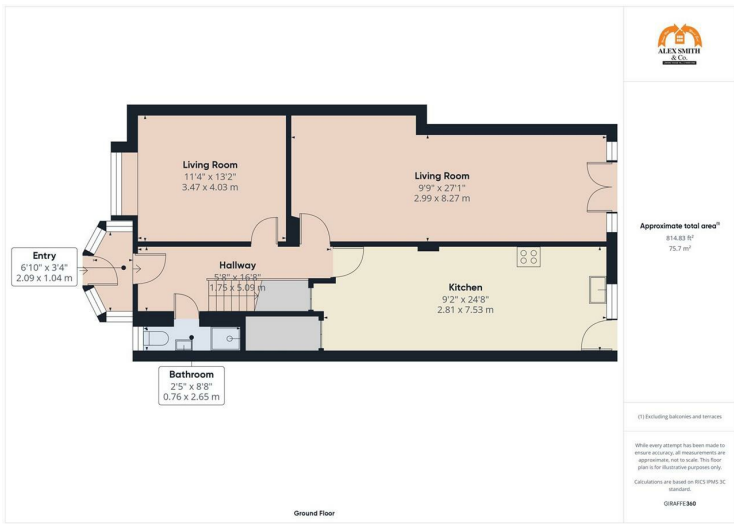 ALEX SMITH
& Co.
Living Room
11'4" x 13'2"
3.47 x 4.03 m
Living Room
9'9" x 27'1"
2.99 x 8.27 m
Entry
6'10" x 3'4"
2.09 x 1.04 m
Hallway
5'8" x 16'8"
1.75 x 5.09 m
Kitchen
9'2" x 24'8"
2.81 x 7.53 m
Bathroom
2'5" x 8'8"
0.76 x 2.65 m
Ground Floor
Approximate total area(1)
814.83 ft²
75.7 m²
(1) Excluding balconies and terraces
While every attempt has been made to
ensure accuracy, all measurements are
approximate, not to scale. This floor
plan is for illustrative purposes only.
Calculations are based on RICS IPMS 3C
standard.
GIRAFFE360